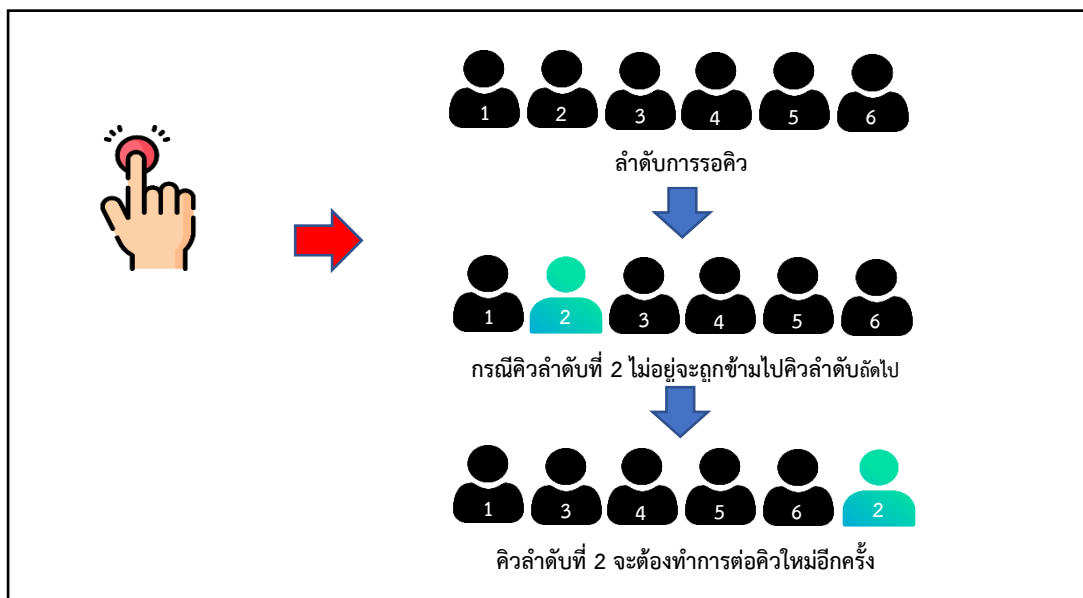 1 2 3 4 5 6
ลำดับการรอคิว
1 2 3 4 5 6
กรณีคิวลำดับที่ 2 ไม่อยู่จะถูกข้ามไปคิวลำดับถัดไป
1 3 4 5 6 2
คิวลำดับที่ 2 จะต้องทำการต่อคิวใหม่อีกครั้ง